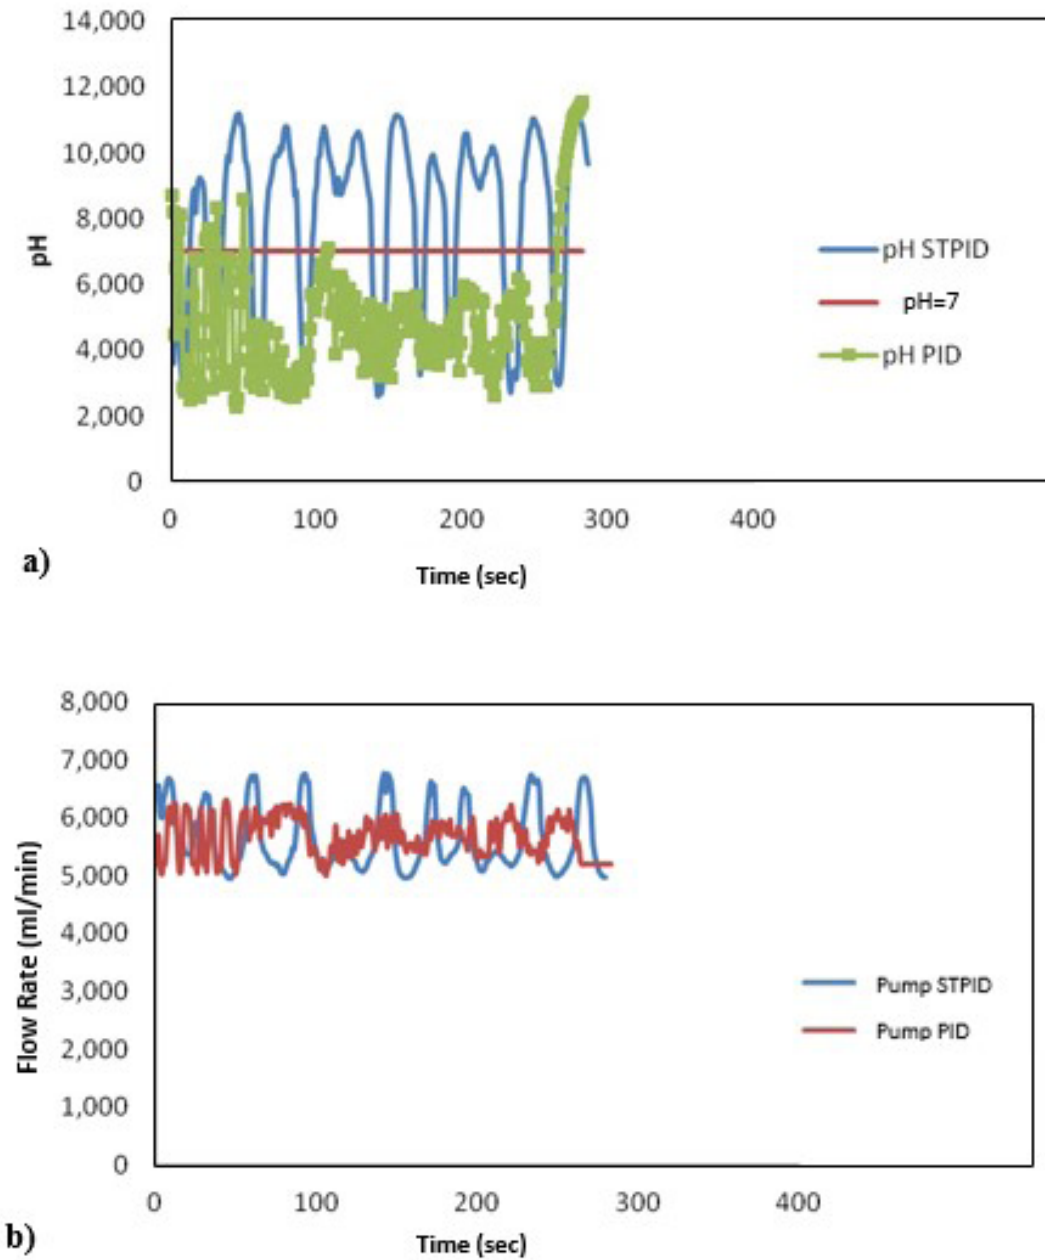 14,000
12,000
10,000
8,000
6,000
4,000
2,000
0
pH
0 100 200 300 400
Time (sec)
pH STPID
pH=7
pH PID
a)
8,000
7,000
6,000
5,000
4,000
3,000
2,000
1,000
0
Flow Rate (ml/min)
0 100 200 300 400
Time (sec)
Pump STPID
Pump PID
b)